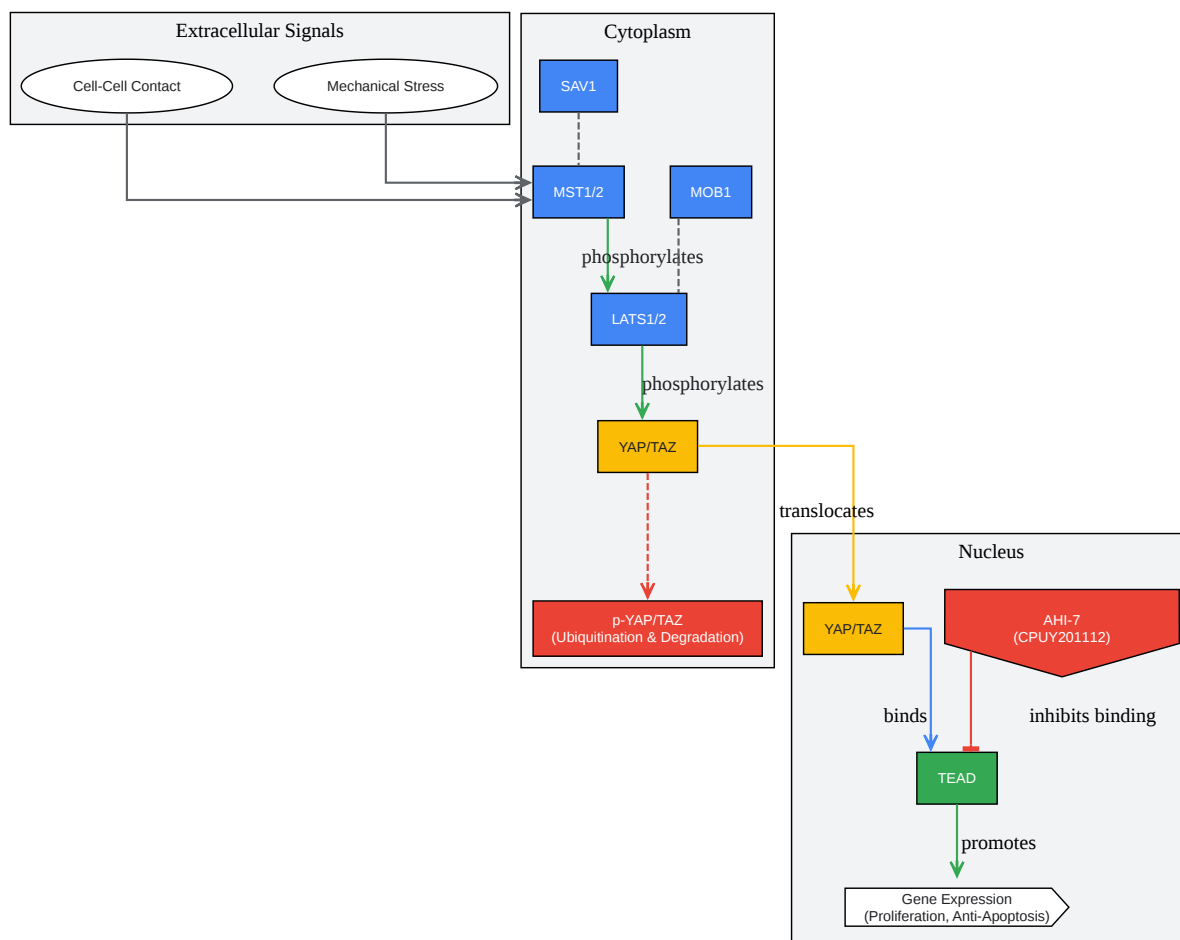 Extracellular Signals
Cell-Cell Contact
Mechanical Stress
Cytoplasm
SAV1
MST1/2
MOB1
phosphorylates
LATS1/2
phosphorylates
YAP/TAZ
translocates
p-YAP/TAZ
(Ubiquitination & Degradation)
Nucleus
YAP/TAZ
AHI-7
(CPUY201112)
binds
inhibits binding
TEAD
promotes
Gene Expression
(Proliferation, Anti-Apoptosis)